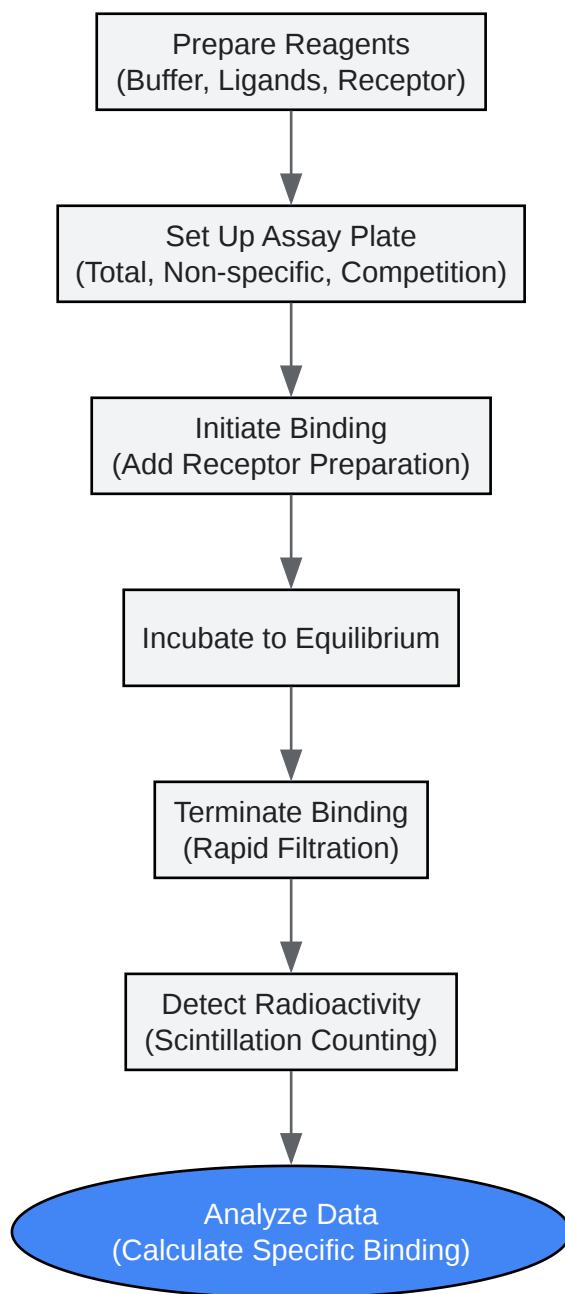 Prepare Reagents
(Buffer, Ligands, Receptor)
Set Up Assay Plate
(Total, Non-specific, Competition)
Initiate Binding
(Add Receptor Preparation)
Incubate to Equilibrium
Terminate Binding
(Rapid Filtration)
Detect Radioactivity
(Scintillation Counting)
Analyze Data
(Calculate Specific Binding)